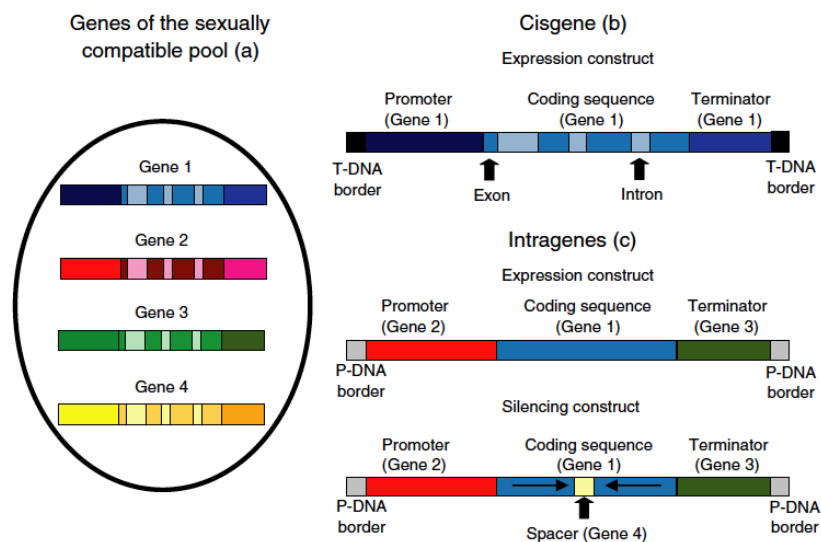 Genes of the sexually
compatible pool (a)
Gene 1
Gene 2
Gene 3
Gene 4
Cisgene (b)
Expression construct
Promoter
(Gene 1)
Coding sequence
(Gene 1)
Terminator
(Gene 1)
T-DNA
border
Exon
Intron
T-DNA
border
Intragenes (c)
Expression construct
Promoter
(Gene 2)
Coding sequence
(Gene 1)
Terminator
(Gene 3)
P-DNA
border
P-DNA
border
Silencing construct
Promoter
(Gene 2)
Coding sequence
(Gene 1)
Terminator
(Gene 3)
P-DNA
border
Spacer (Gene 4)
P-DNA
border